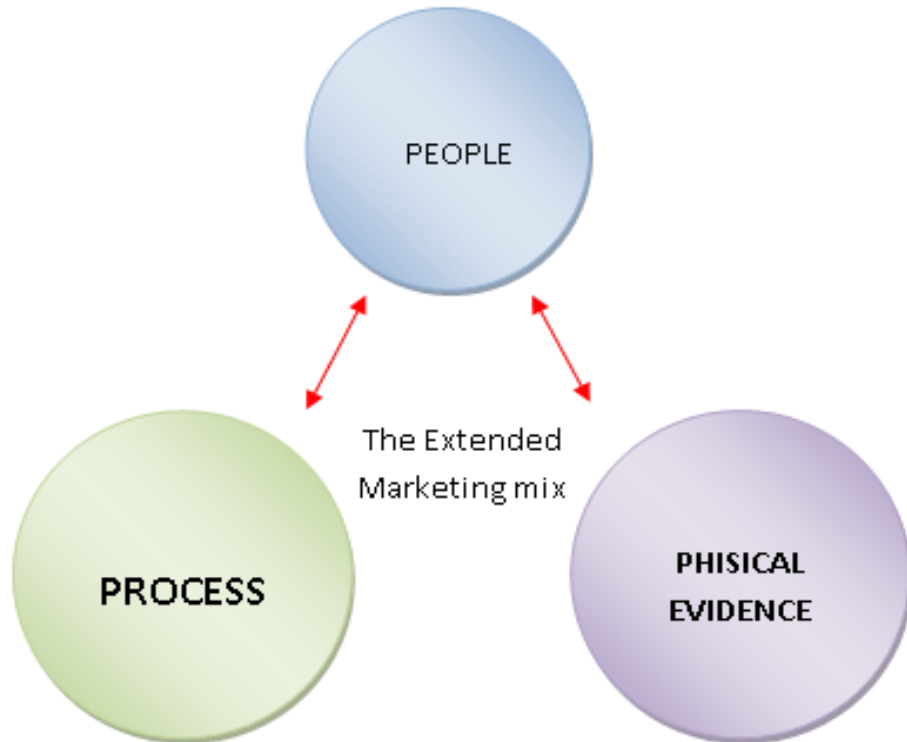 PEOPLE
The Extended
Marketing mix
PROCESS
PHISICAL
EVIDENCE